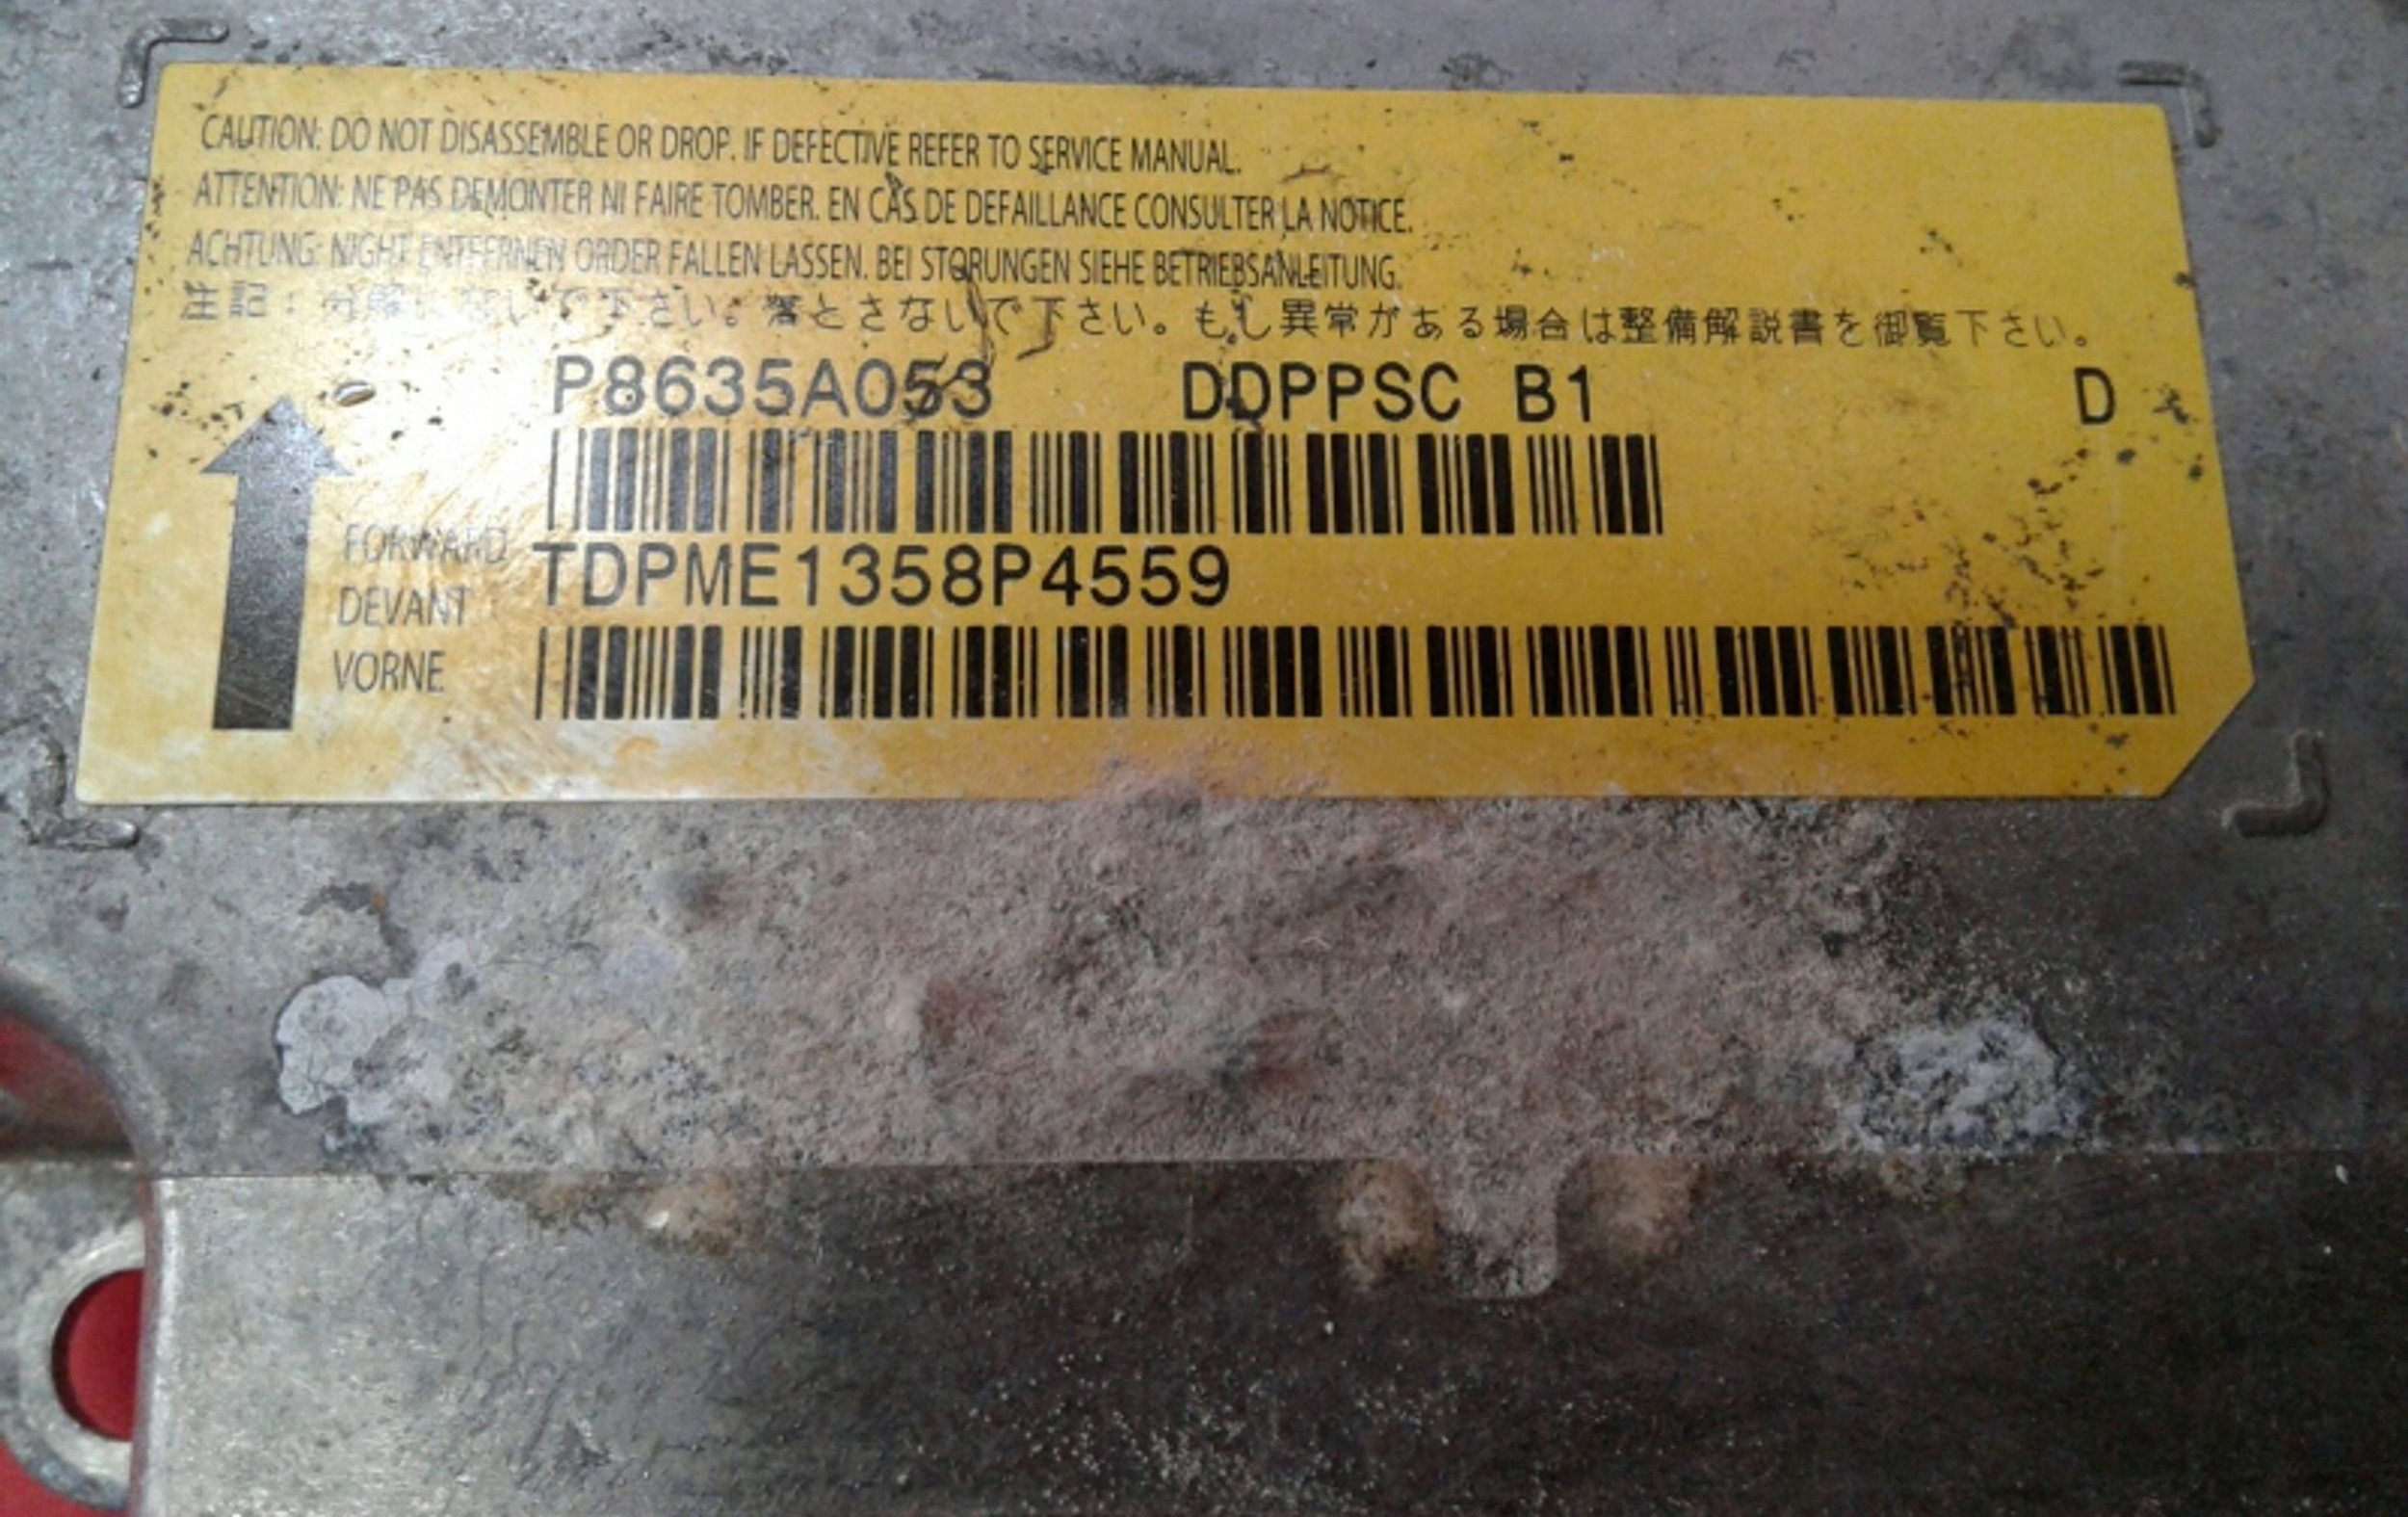 CAUTION: DO NOT DISASSEMBLE OR DROP. IF DEFECTIVE REFER TO SERVICE MANUAL.
ATTENTION: NE PAS DEMONTER NI FAIRE TOMBER. EN CAS DE DEFAILLANCE CONSULTER LA NOTICE.
ACHTUNG: NIGHT ENTFERNEN ORDER FALLEN LASSEN. BEI STORUNGEN SIEHE BETRIEBSANLEITUNG.
注記：分解しないで下さい。落とさないで下さい。もし異常がある場合は整備解説書を御覧下さい。
P8635A053 DDPPSC B1 D
FORWARD
TDPME1358P4559
DEVANT
VORNE